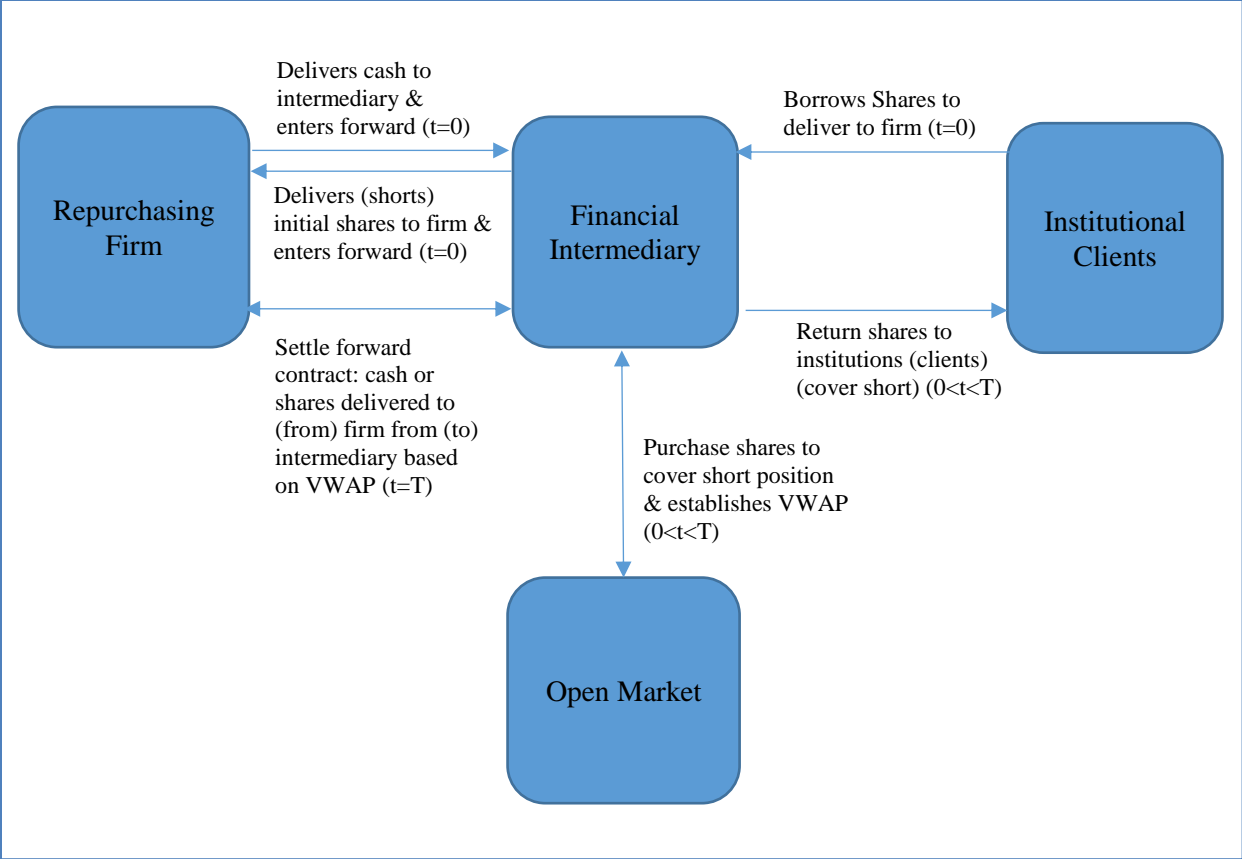 Delivers cash to
intermediary &
enters forward (t=0)
Borrows Shares to
deliver to firm (t=0)
Repurchasing
Firm
Delivers (shorts)
initial shares to firm &
enters forward (t=0)
Financial
Intermediary
Institutional
Clients
Settle forward
contract: cash or
shares delivered to
(from) firm from (to)
intermediary based
on VWAP (t=T)
Return shares to
institutions (clients)
(cover short) (0<t<T)
Purchase shares to
cover short position
& establishes VWAP
(0<t<T)
Open Market